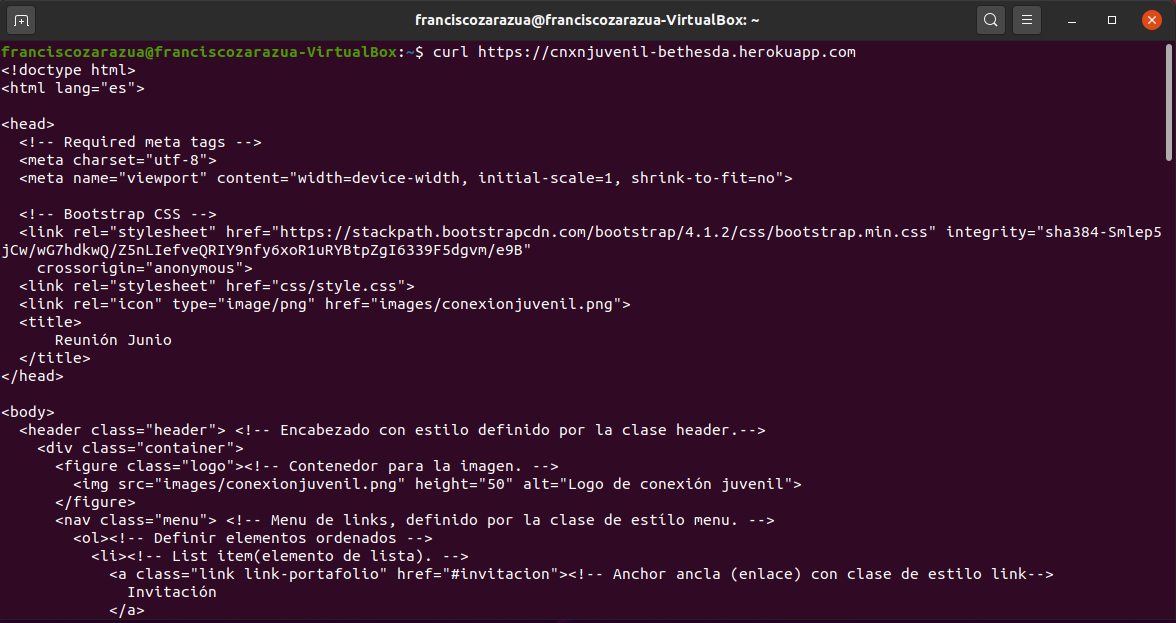 franciscozarazua@franciscozarazua-VirtualBox: ~
franciscozarazua@franciscozarazua-VirtualBox:~$ curl https://cnxnjuvenil-bethesda.herokuapp.com
<!doctype html>
<html lang="es">
<head>
<!-- Required meta tags -->
<meta charset="utf-8">
<meta name="viewport" content="width=device-width, initial-scale=1, shrink-to-fit=no">
<!-- Bootstrap CSS -->
<link rel="stylesheet" href="https://stackpath.bootstrapcdn.com/bootstrap/4.1.2/css/bootstrap.min.css" integrity="sha384-Smlep5
jCw/wG7hdkwQ/Z5nLIefveQRIY9nfy6xoR1uRYBtpZgI6339F5dgvm/e9B"
crossorigin="anonymous">
<link rel="stylesheet" href="css/style.css">
<link rel="icon" type="image/png" href="images/conexionjuvenil.png">
<title>
Reunión Junio
</title>
</head>
<body>
<header class="header"> <!-- Encabezado con estilo definido por la clase header.-->
<div class="container">
<figure class="logo"><!-- Contenedor para la imagen. -->
<img src="images/conexionjuvenil.png" height="50" alt="Logo de conexión juvenil">
</figure>
<nav class="menu"> <!-- Menu de links, definido por la clase de estílo menu. -->
<ol><!-- Definir elementos ordenados -->
<li><!-- List item(elemento de lista). -->
<a class="link link-portafolio" href="#invitacion"><!-- Anchor ancla (enlace) con clase de estilo link-->
Invitación
</a>